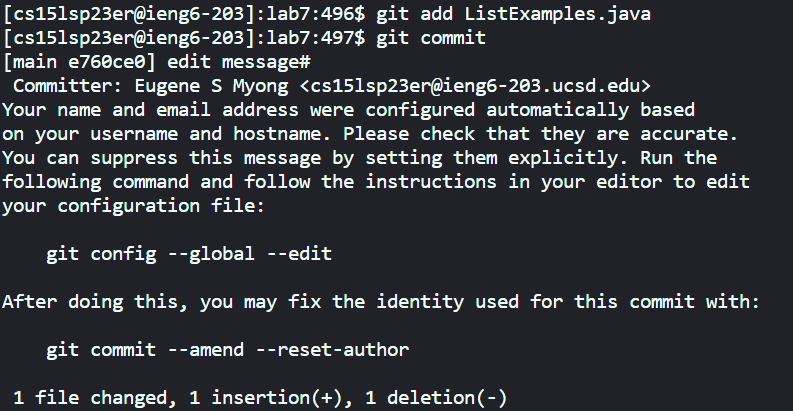 [cs15lsp23er@ieng6-203]:lab7:496$ git add ListExamples.java
[cs15lsp23er@ieng6-203]:lab7:497$ git commit
[main e760ce0] edit message#
 Committer: Eugene S Myong <cs15lsp23er@ieng6-203.ucsd.edu>
Your name and email address were configured automatically based
on your username and hostname. Please check that they are accurate.
You can suppress this message by setting them explicitly. Run the
following command and follow the instructions in your editor to edit
your configuration file:

    git config --global --edit

After doing this, you may fix the identity used for this commit with:

    git commit --amend --reset-author

 1 file changed, 1 insertion(+), 1 deletion(-)